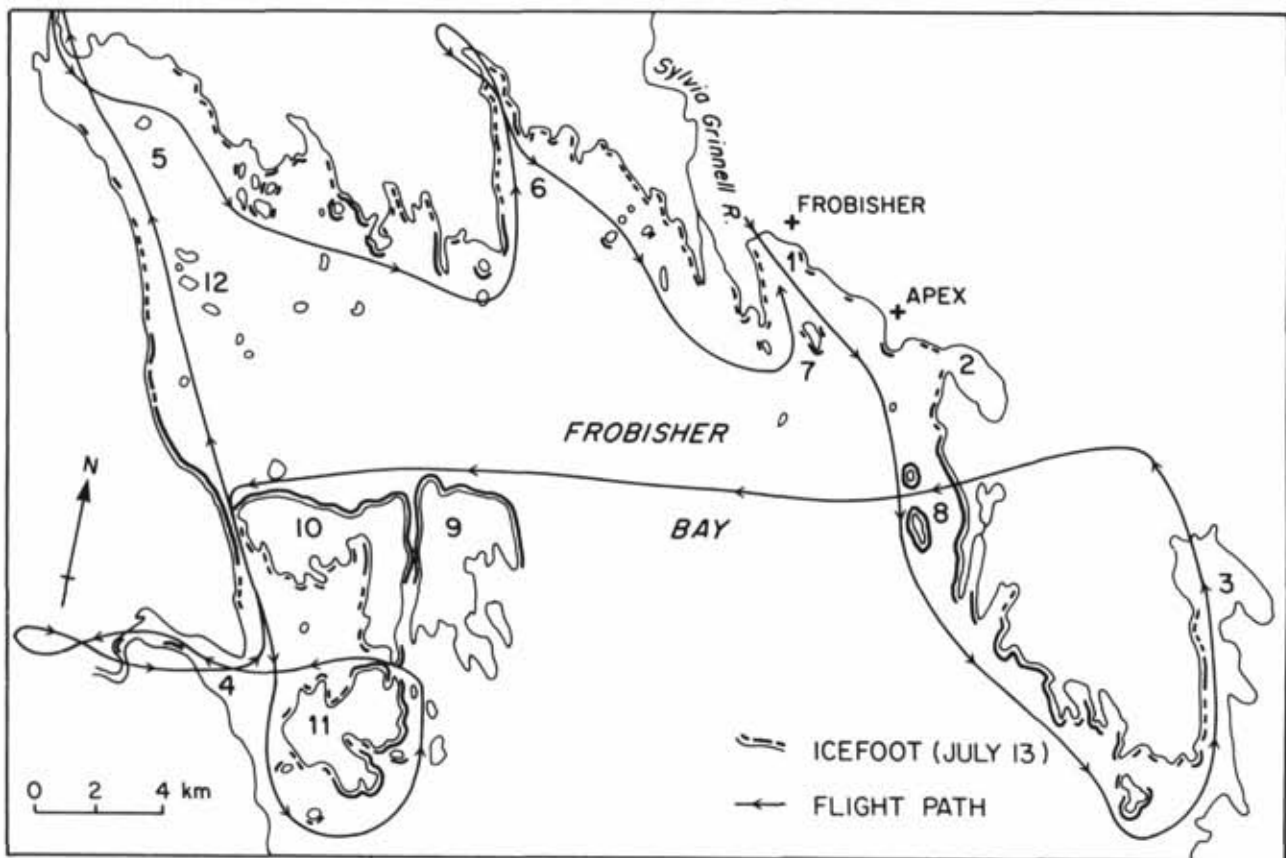 Sylvia Grinnell R.
FROBISHER
APEX
1
2
5
6
12
7
FROBISHER
N
BAY
8
10
9
3
4
11
ICEFOOT (JULY 13)
0 2 4 km
FLIGHT PATH